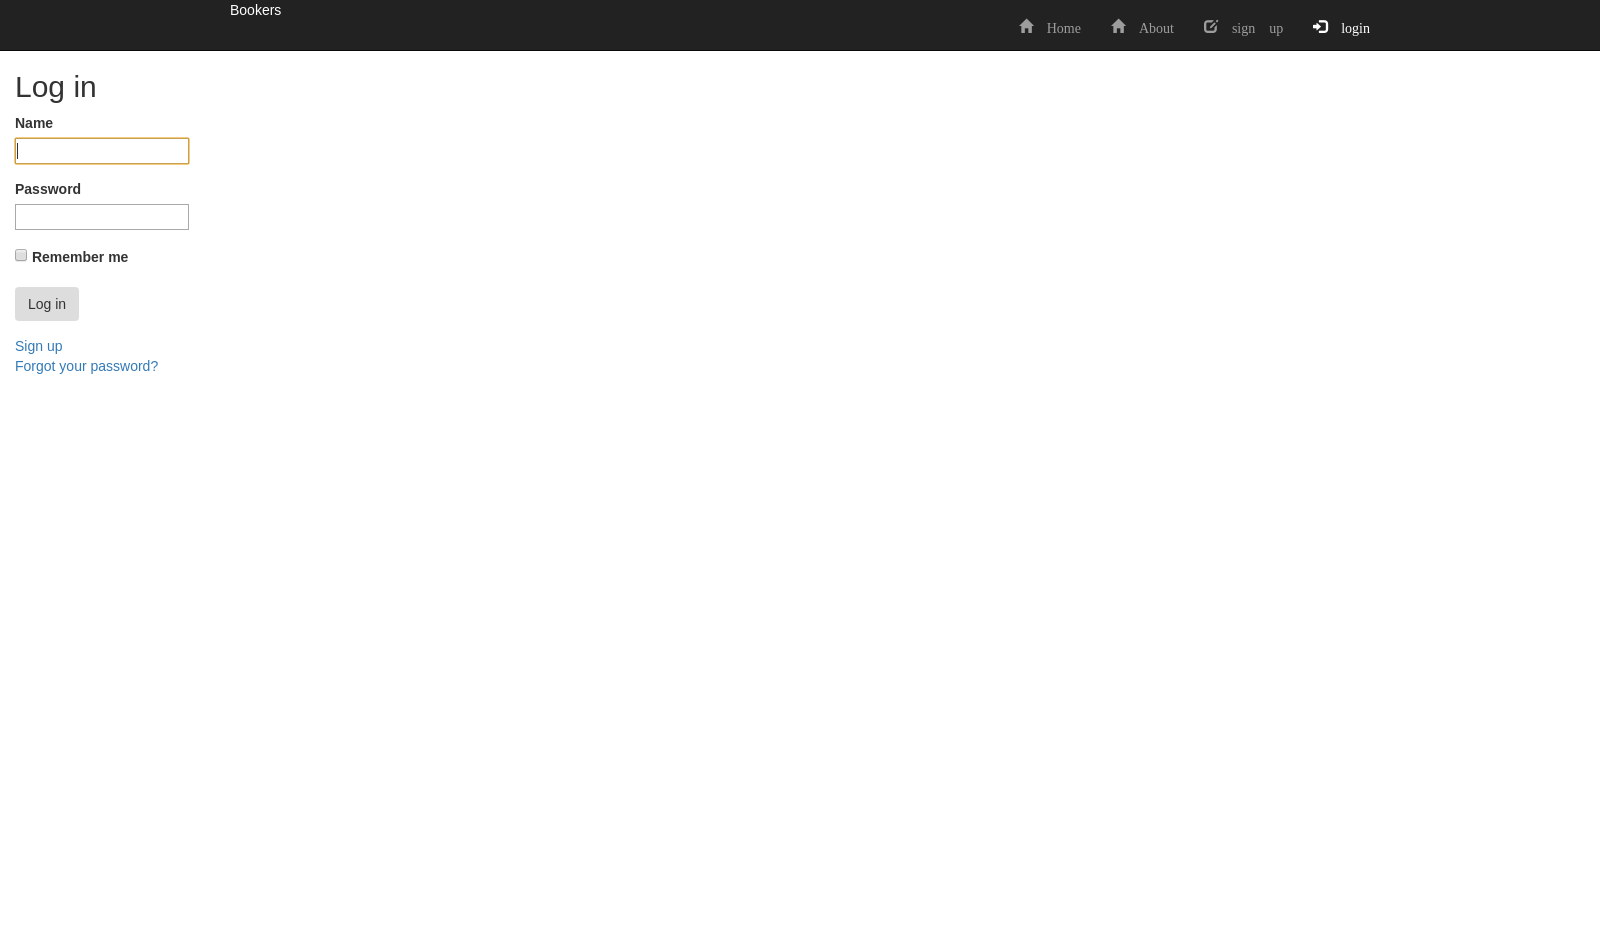 Bookers
Home About sign up login
Log in
Name
Password
Remember me
Log in
Sign up
Forgot your password?